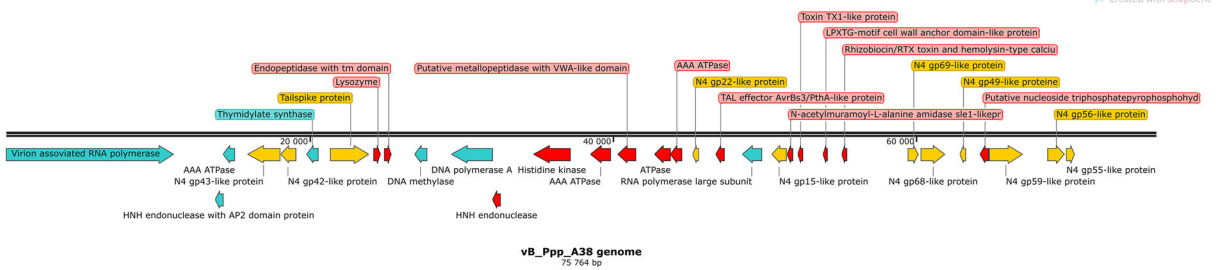 Created with SnapGene
Toxin TX1-like protein
LPXTG-motif cell wall anchor domain-like protein
Rhizobiocin/RTX toxin and hemolysin-type calciu
Endopeptidase with tm domain
Putative metallopeptidase with VWA-like domain
AAA ATPase
N4 gp69-like protein
Lysozyme
N4 gp22-like protein
N4 gp49-like proteine
Tailspike protein
TAL effector AvrBs3/PthA-like protein
Putative nucleoside triphosphatepyrophosphohyd
Thymidylate synthase
N-acetylmuramoyl-L-alanine amidase sle1-likepr
N4 gp56-like protein
20 000
40 000
60 000
Virion assoviated RNA polymerase
AAA ATPase
DNA polymerase A
Histidine kinase
ATPase
N4 gp55-like protein
N4 gp43-like protein
N4 gp42-like protein
DNA methylase
AAA ATPase
RNA polymerase large subunit
N4 gp15-like protein
N4 gp68-like protein
N4 gp59-like protein
HNH endonuclease with AP2 domain protein
HNH endonuclease
vB_Ppp_A38 genome
75 764 bp